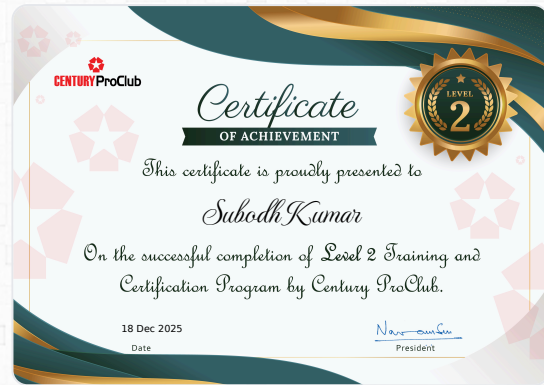 CENTURY ProClub
Certificate
OF ACHIEVEMENT
LEVEL
2
This certificate is proudly presented to
Subodh Kumar
On the successful completion of Level 2 Training and
Certification Program by Century ProClub.
18 Dec 2025
Date
President